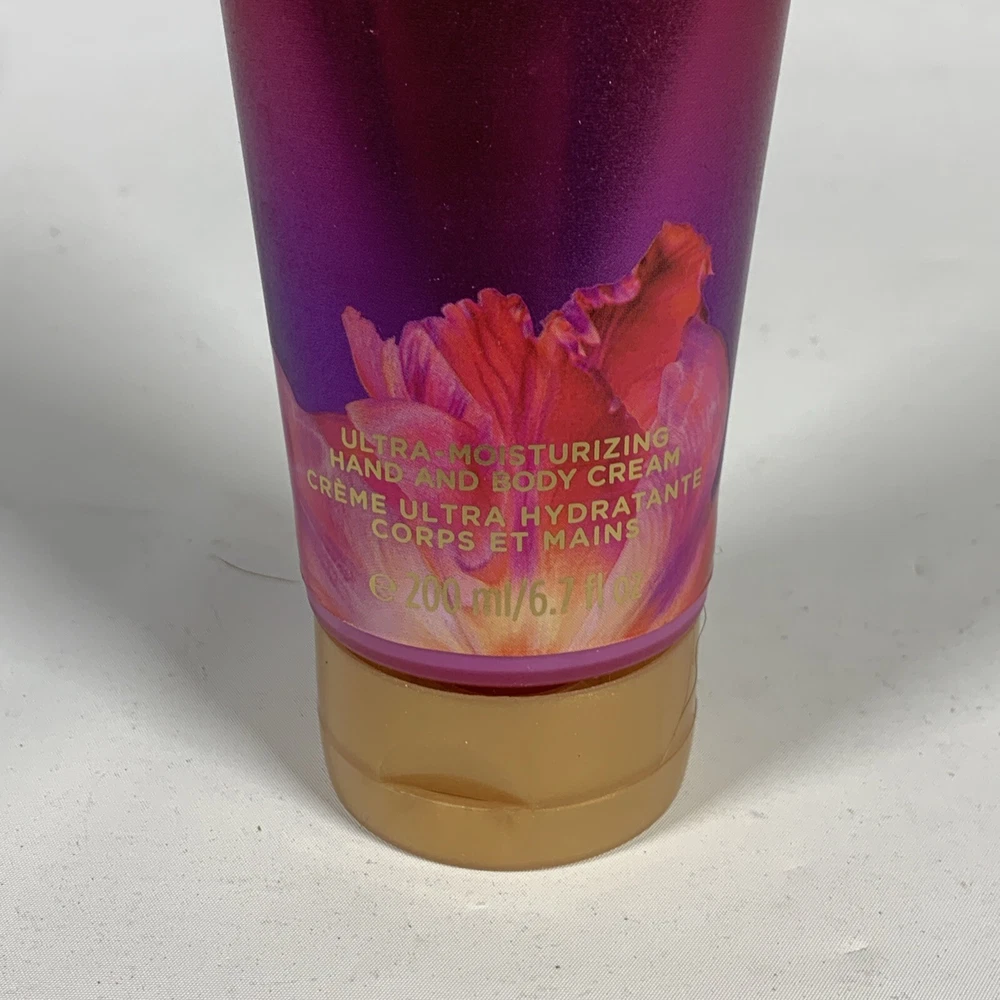 ULTRA-MOISTURIZING
HAND AND BODY CREAM
CRÈME ULTRA HYDRATANTE
CORPS ET MAINS
℮ 200 ml/6.7 fl oz